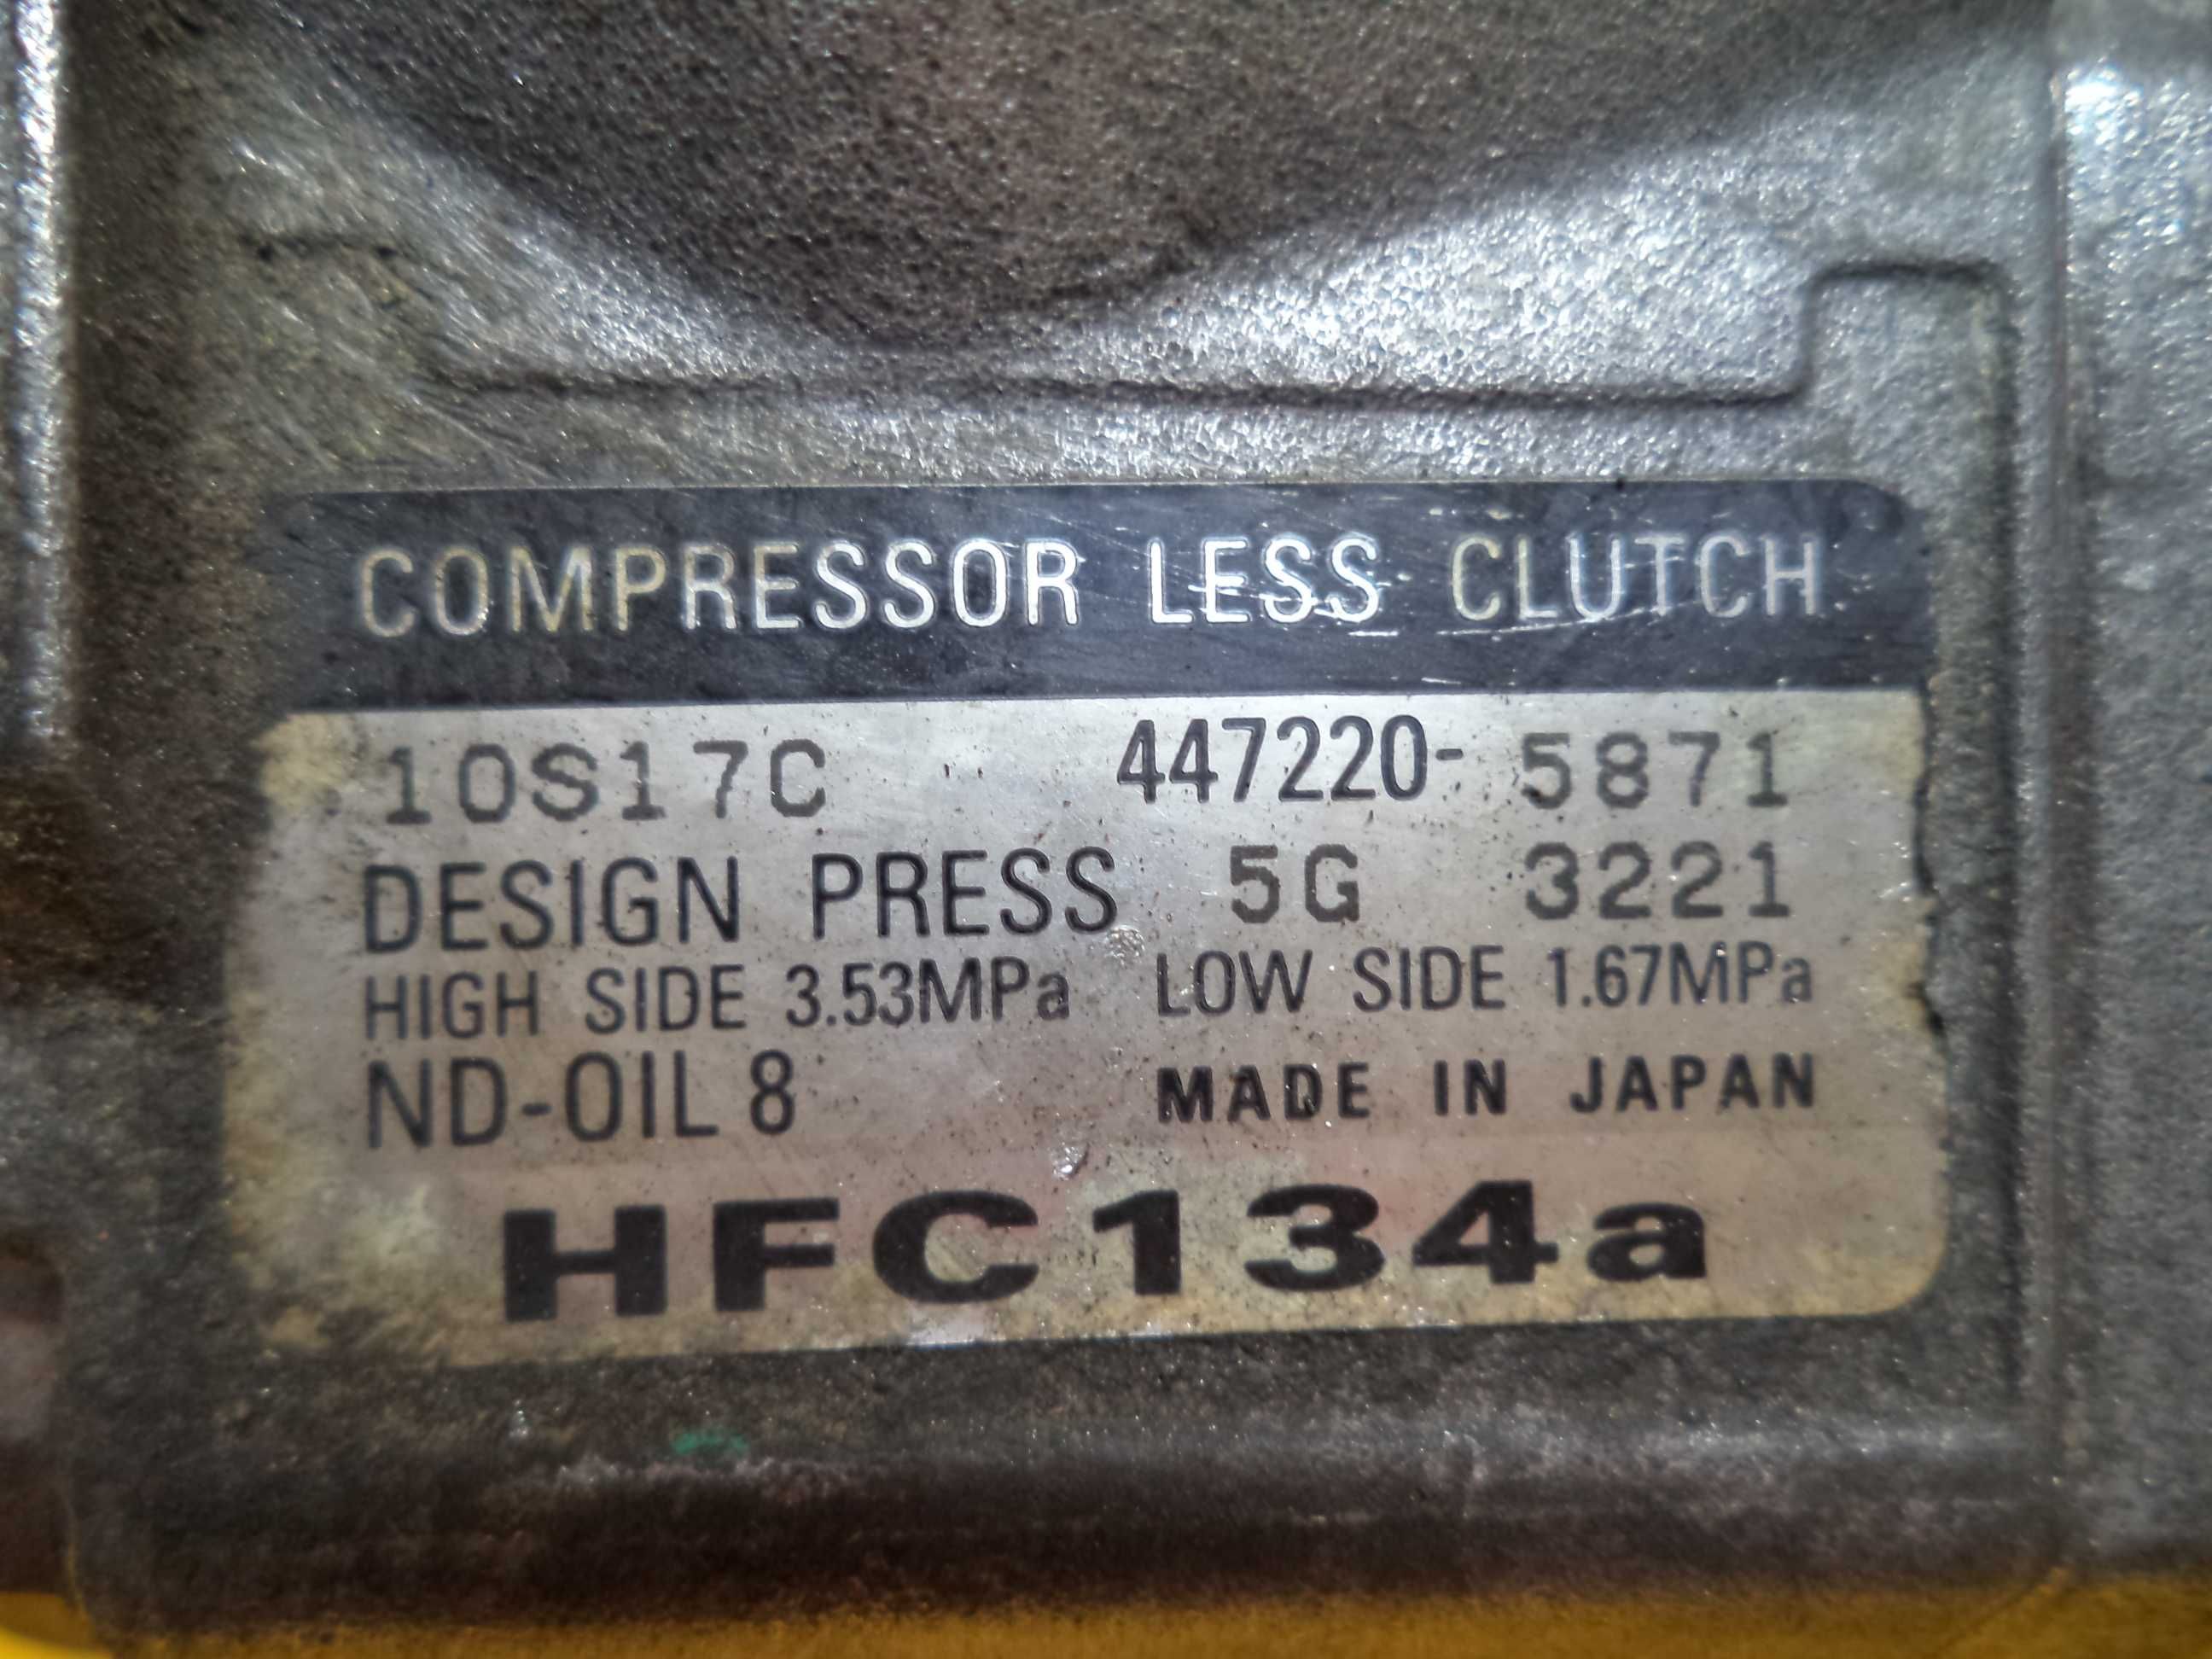 COMPRESSOR LESS CLUTCH
10S17C 447220-5871
DESIGN PRESS 5G 3221
HIGH SIDE 3.53MPa LOW SIDE 1.67MPa
ND-OIL 8 MADE IN JAPAN
HFC134a